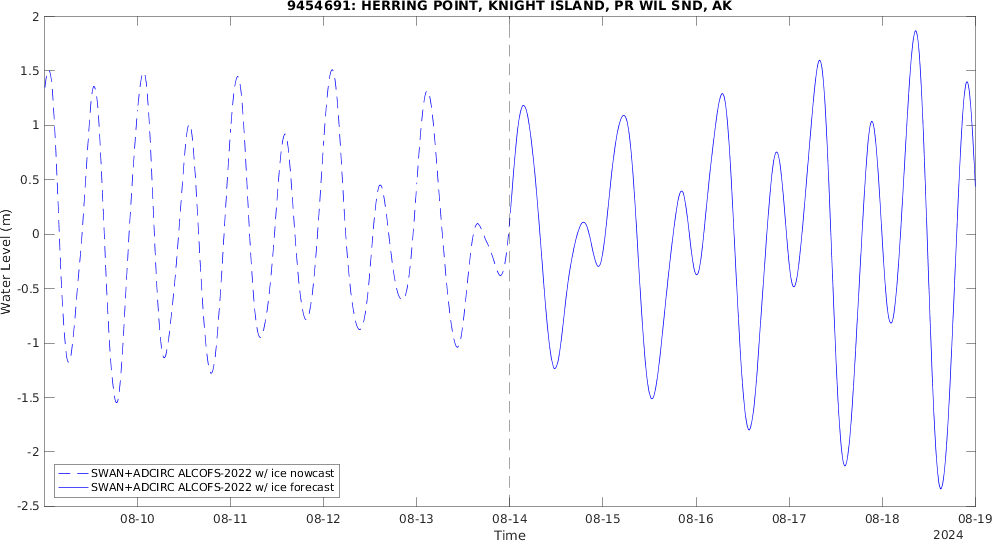 9454691: HERRING POINT, KNIGHT ISLAND, PR WIL SND, AK
2
1.5
1
0.5
0
-0.5
-1
-1.5
-2
-2.5
Water Level (m)
SWAN+ADCIRC ALCOFS-2022 w/ ice nowcast
SWAN+ADCIRC ALCOFS-2022 w/ ice forecast
08-10 08-11 08-12 08-13 08-14 08-15 08-16 08-17 08-18 08-19
Time
2024